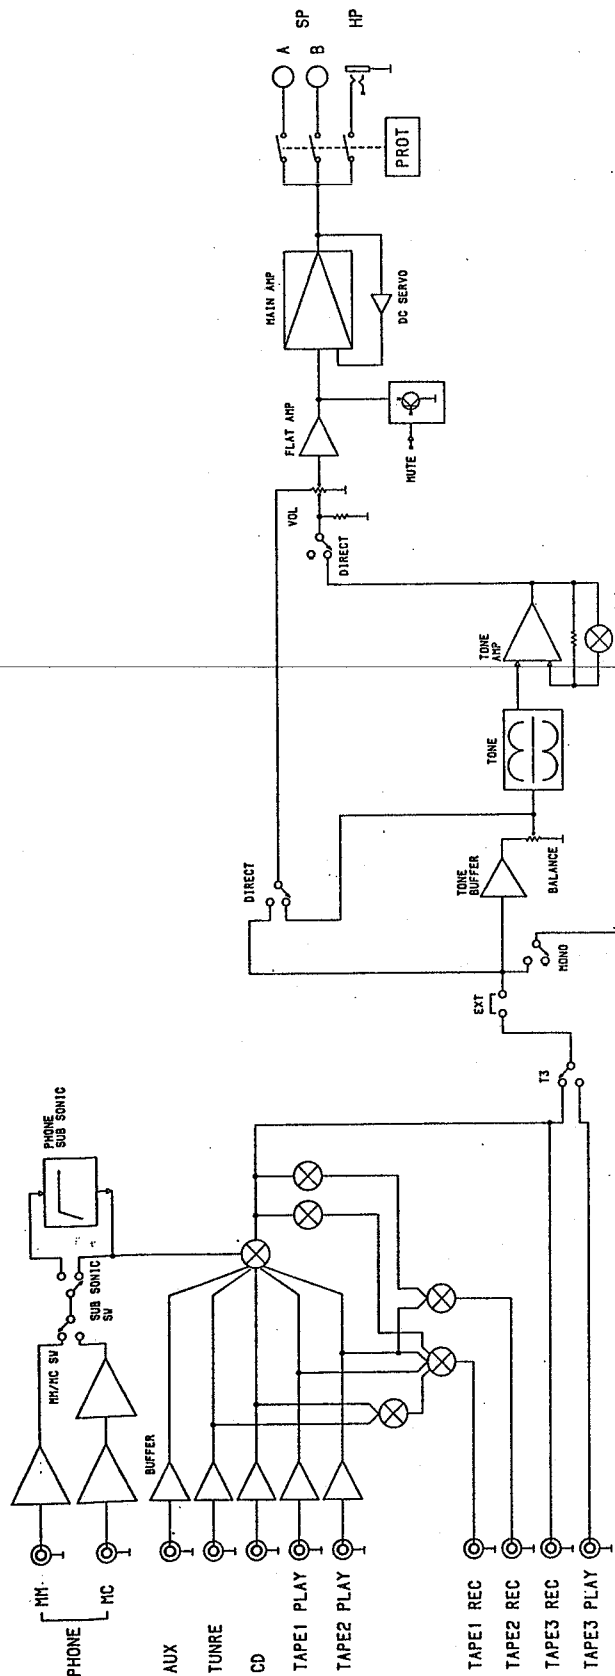 PHONE
MM
MC
AUX
TUNRE
CD
TAPE1 PLAY
TAPE2 PLAY
TAPE1 REC
TAPE2 REC
TAPE3 REC
TAPE3 PLAY
BUFFER
MM/MC SW
SUB SONIC
SW
PHONE
SUB SONIC
T3
EXT
MONO
DIRECT
TONE
BUFFER
BALANCE
TONE
TONE
AMP
DIRECT
VOL
FLAT AMP
MUTE
MAIN AMP
DC SERVO
PROT
A
B
SP
HP